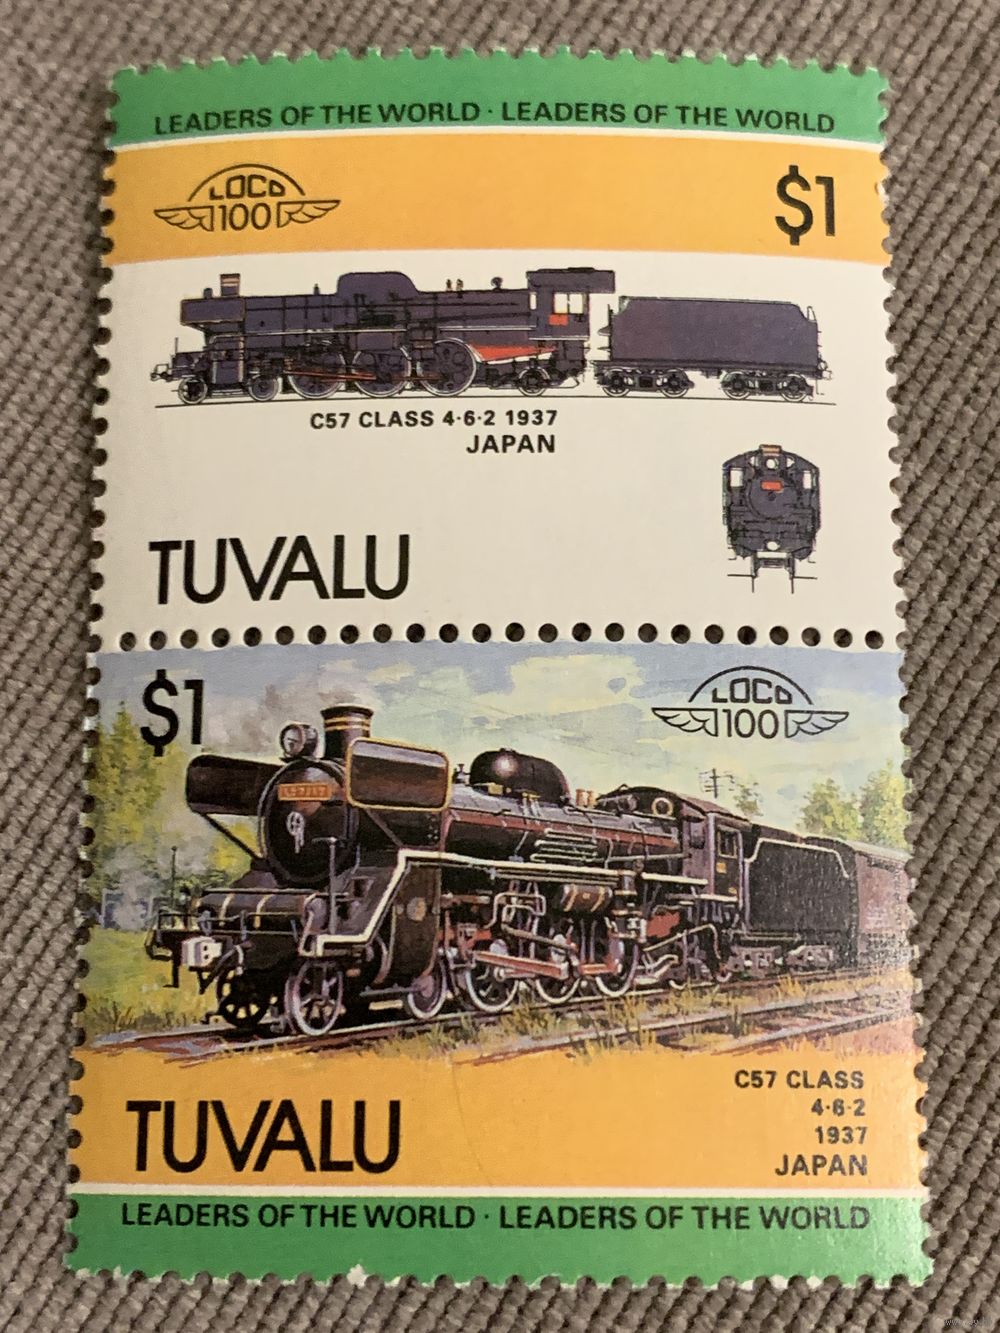 LEADERS OF THE WORLD · LEADERS OF THE WORLD
LOCO
100
$1
C57 CLASS 4·6·2 1937
JAPAN
TUVALU
$1
LOCO
100
TUVALU
C57 CLASS
4·6·2
1937
JAPAN
LEADERS OF THE WORLD · LEADERS OF THE WORLD